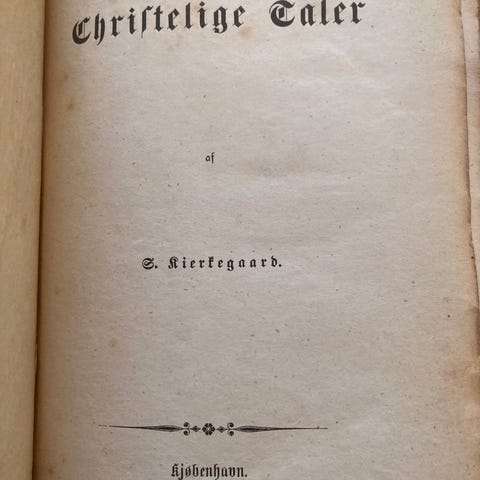 Chriſtelige Taler
af
S. Kierkegaard.
Kjøbenhavn.